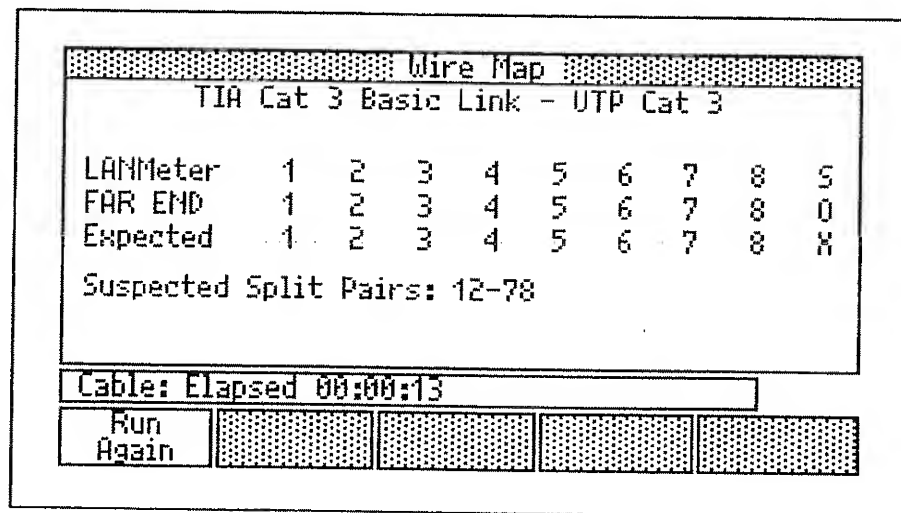 Wire Map
TIA Cat 3 Basic Link - UTP Cat 3
LANMeter 1 2 3 4 5 6 7 8 S
FAR END 1 2 3 4 5 6 7 8 O
Expected 1 2 3 4 5 6 7 8 X
Suspected Split Pairs: 12-78
Cable: Elapsed 00:00:13
Run
Again